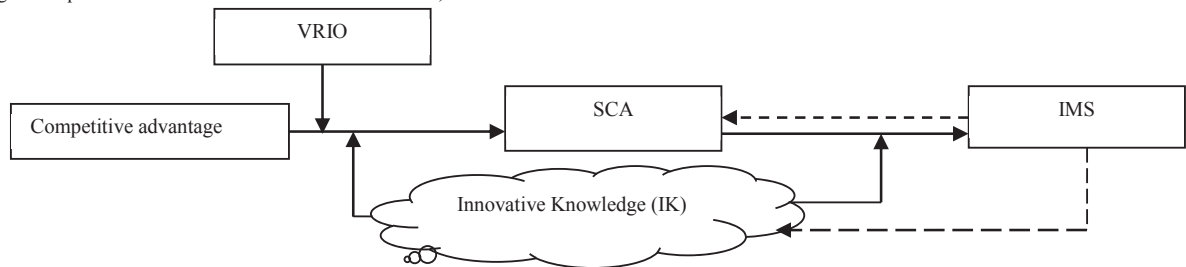 VRIO
SCA
IMS
Competitive advantage
Innovative Knowledge (IK)